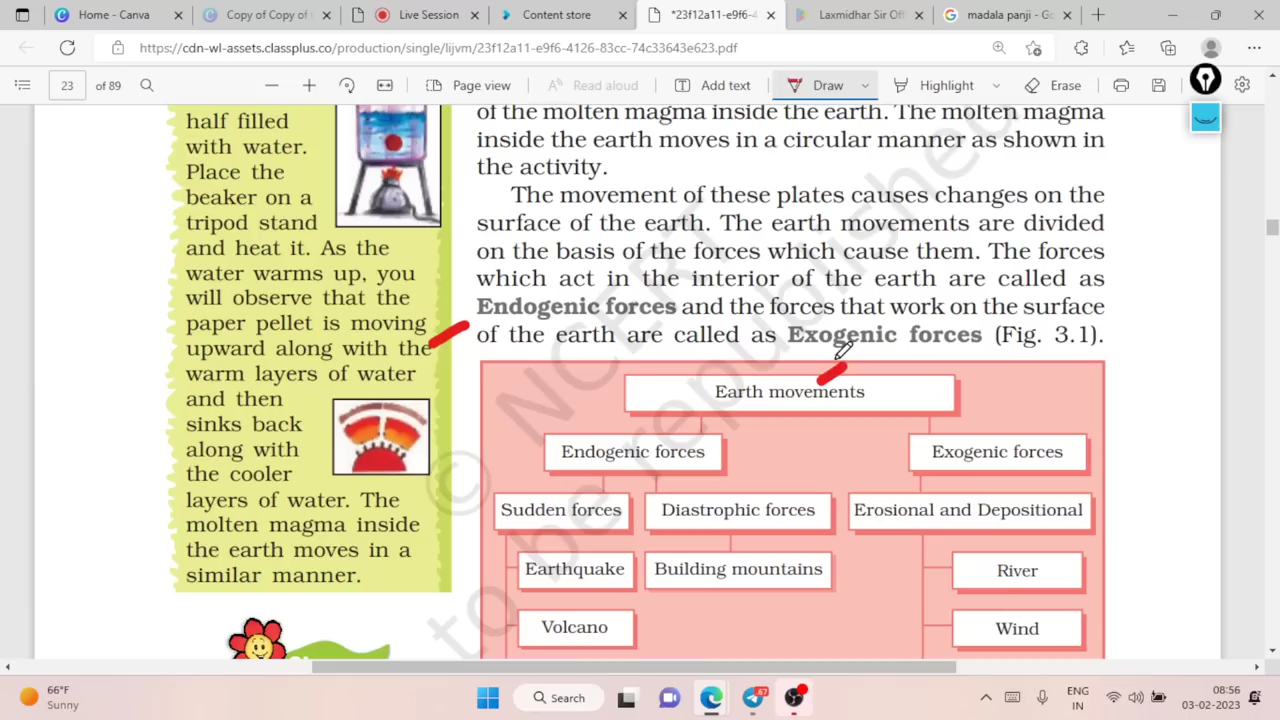 Home - Canva
Copy of Copy of
Live Session
Content store
*23f12a11-e9f6-4
Laxmidhar Sir Off
madala panji - Go
https://cdn-wl-assets.classplus.co/production/single/lijvm/23f12a11-e9f6-4126-83cc-74c33643e623.pdf
23 of 89
Page view
Read aloud
Add text
Draw
Highlight
Erase
half filled
with water.
Place the
beaker on a
tripod stand
and heat it. As the
water warms up, you
will observe that the
paper pellet is moving
upward along with the
warm layers of water
and then
sinks back
along with
the cooler
layers of water. The
molten magma inside
the earth moves in a
similar manner.
of the molten magma inside the earth. The molten magma
inside the earth moves in a circular manner as shown in
the activity.
The movement of these plates causes changes on the
surface of the earth. The earth movements are divided
on the basis of the forces which cause them. The forces
which act in the interior of the earth are called as
Endogenic forces and the forces that work on the surface
of the earth are called as Exogenic forces (Fig. 3.1).
Earth movements
Endogenic forces
Exogenic forces
Sudden forces
Diastrophic forces
Erosional and Depositional
Earthquake
Building mountains
River
Volcano
Wind
© NCERT
to be republished
66°F
Sunny
Search
67
ENG
IN
08:56
03-02-2023